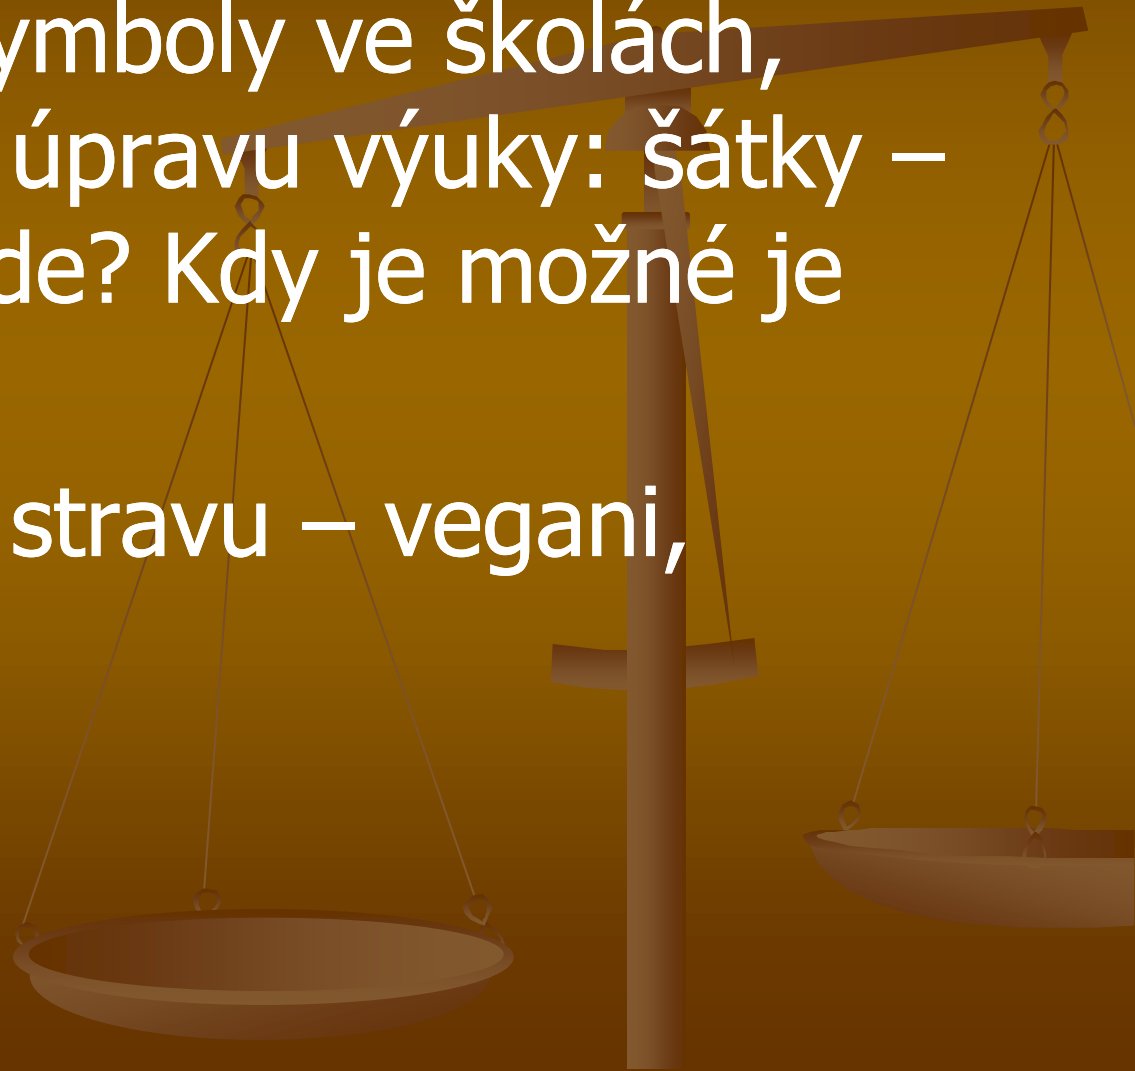 ymboly ve školách,
úpravu výuky: šátky –
de? Kdy je možné je
stravu – vegani,